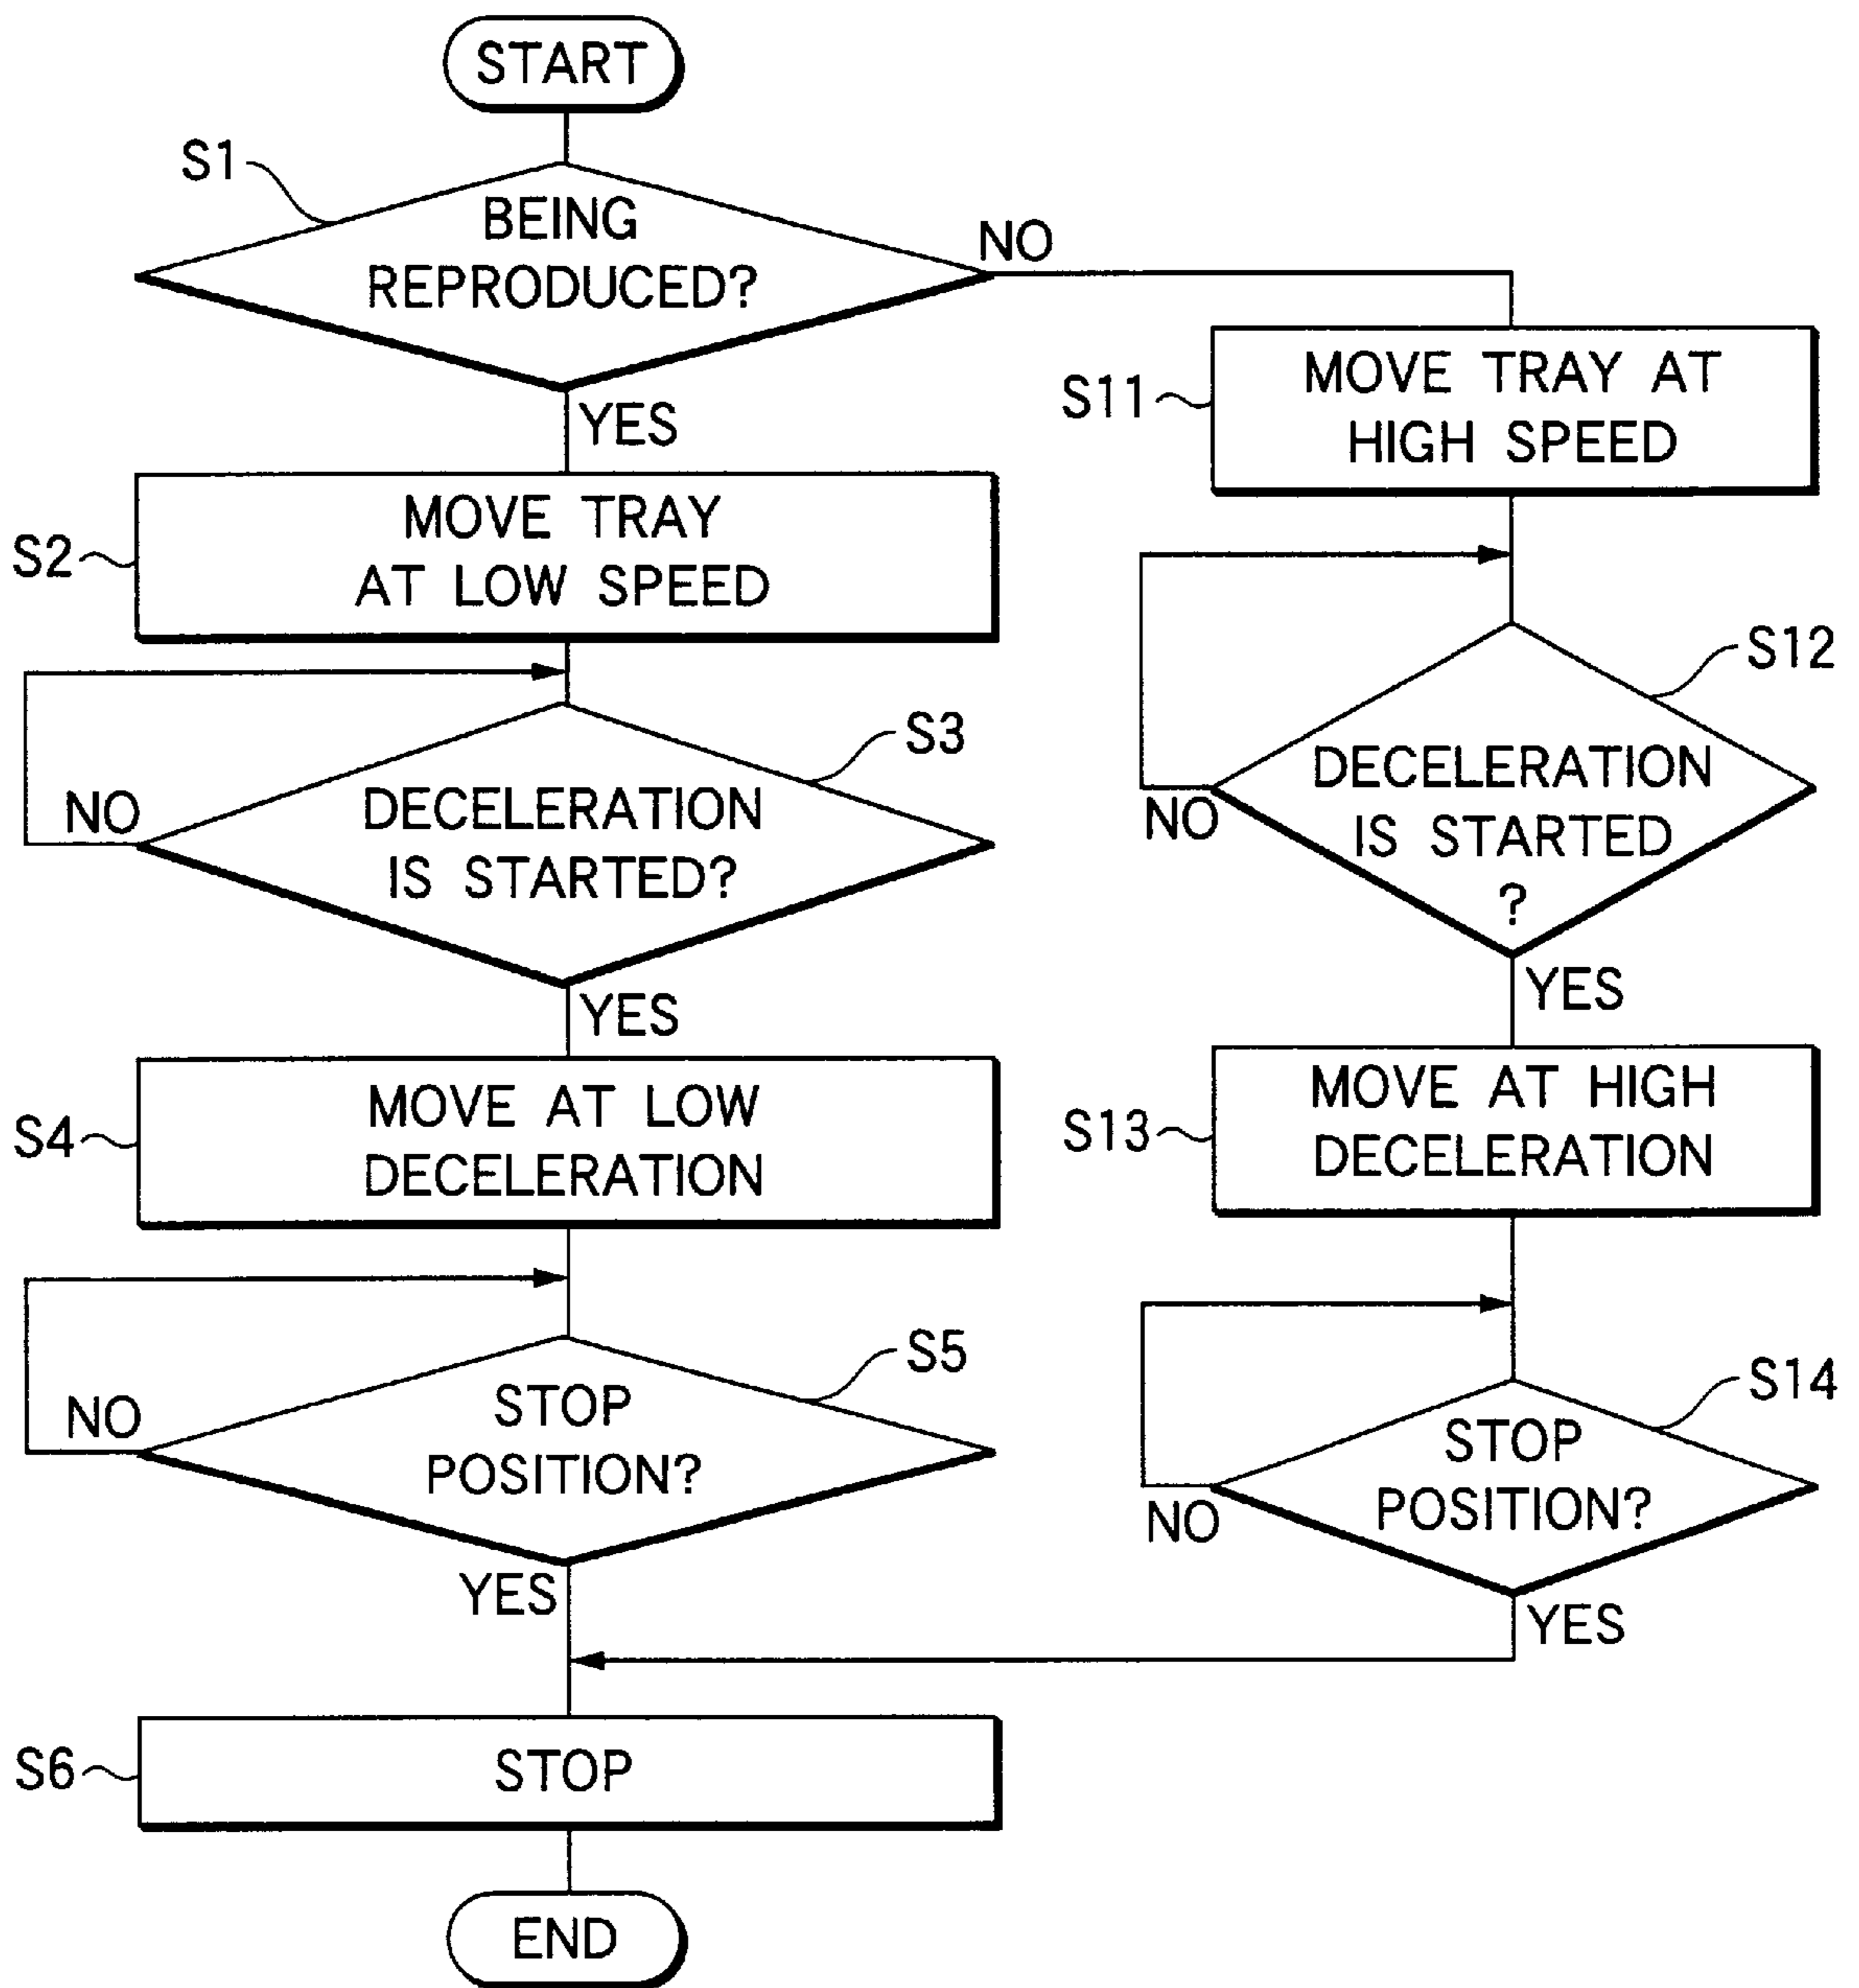 START
S1
BEING
REPRODUCED?
NO
YES
S2
MOVE TRAY
AT LOW SPEED
S3
DECELERATION
IS STARTED?
NO
YES
S4
MOVE AT LOW
DECELERATION
S5
STOP
POSITION?
NO
YES
S11
MOVE TRAY AT
HIGH SPEED
S12
DECELERATION
IS STARTED
?
NO
YES
S13
MOVE AT HIGH
DECELERATION
S14
STOP
POSITION?
NO
YES
S6
STOP
END